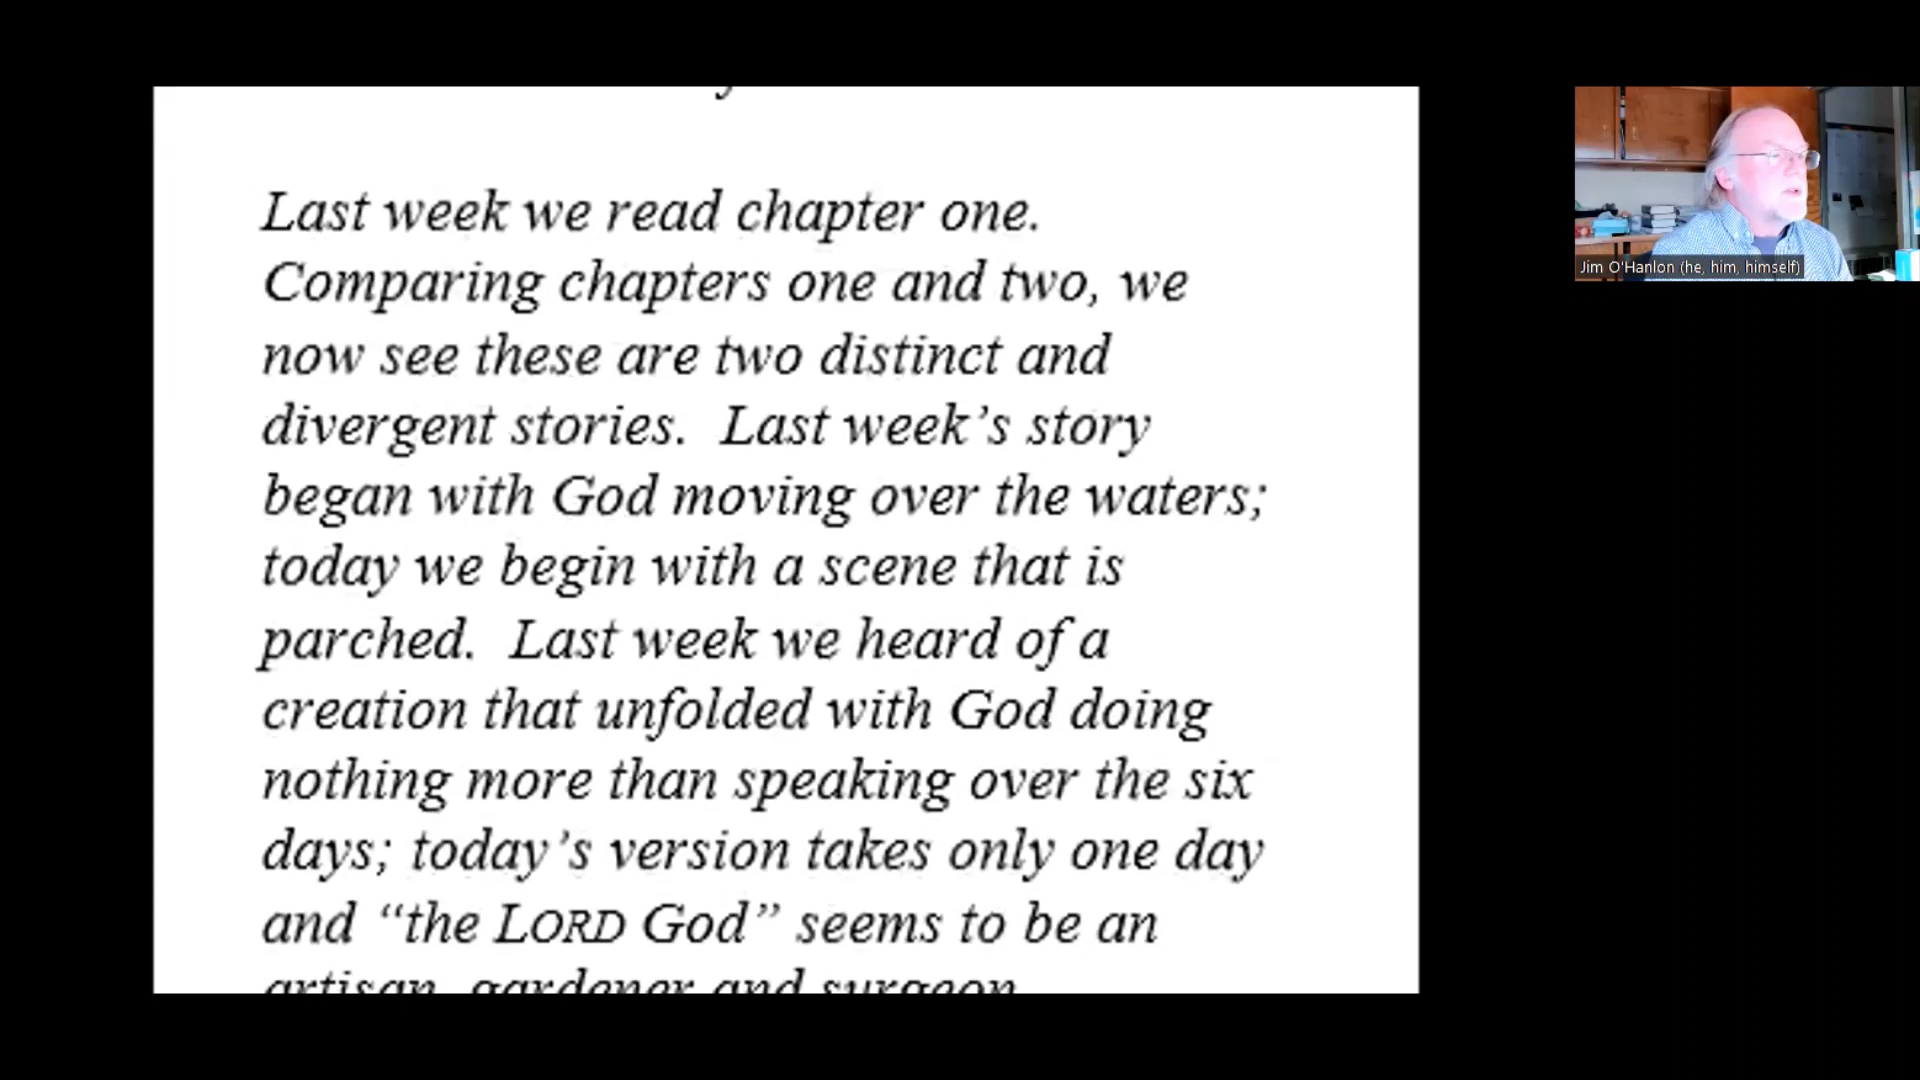 Last week we read chapter one.
Comparing chapters one and two, we
now see these are two distinct and
divergent stories.  Last week’s story
began with God moving over the waters;
today we begin with a scene that is
parched.  Last week we heard of a
creation that unfolded with God doing
nothing more than speaking over the six
days; today’s version takes only one day
and “the LORD God” seems to be an
artisan, gardener and surgeon
Jim O'Hanlon (he, him, himself)